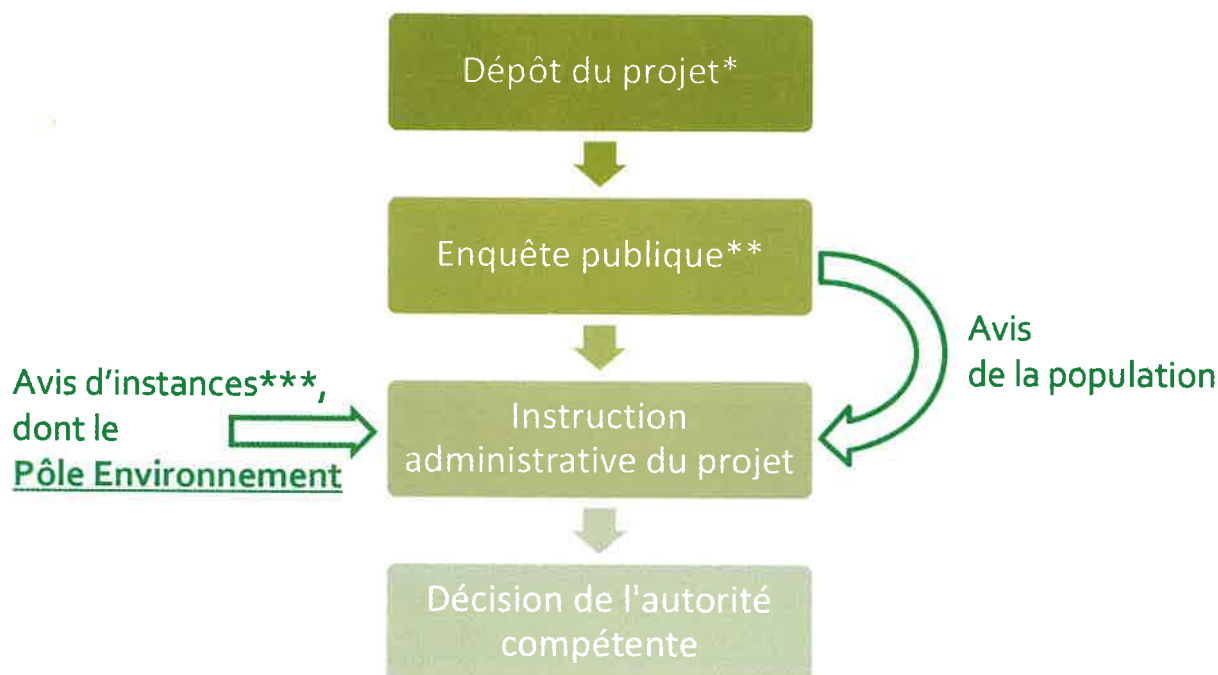 Dépôt du projet*
Enquête publique**
Avis
de la population
Avis d'instances***,
dont le
Pôle Environnement
Instruction
administrative du projet
Décision de l'autorité
compétente